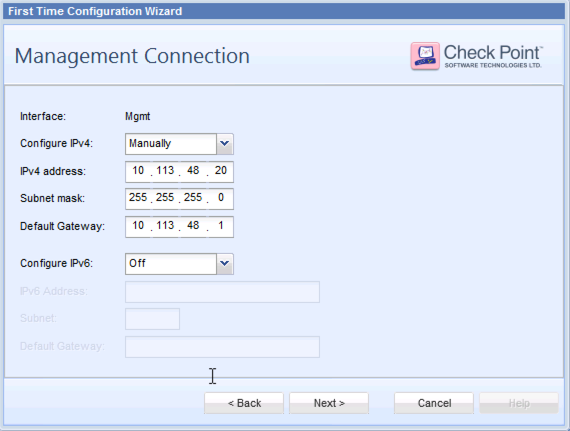 First Time Configuration Wizard
Management Connection
Check Point™
SOFTWARE TECHNOLOGIES LTD.
Interface: Mgmt
Configure IPv4: Manually
IPv4 address: 10 . 113 . 48 . 20
Subnet mask: 255 . 255 . 255 . 0
Default Gateway: 10 . 113 . 48 . 1
Configure IPv6: Off
IPv6 Address:
Subnet:
Default Gateway:
< Back Next > Cancel Help